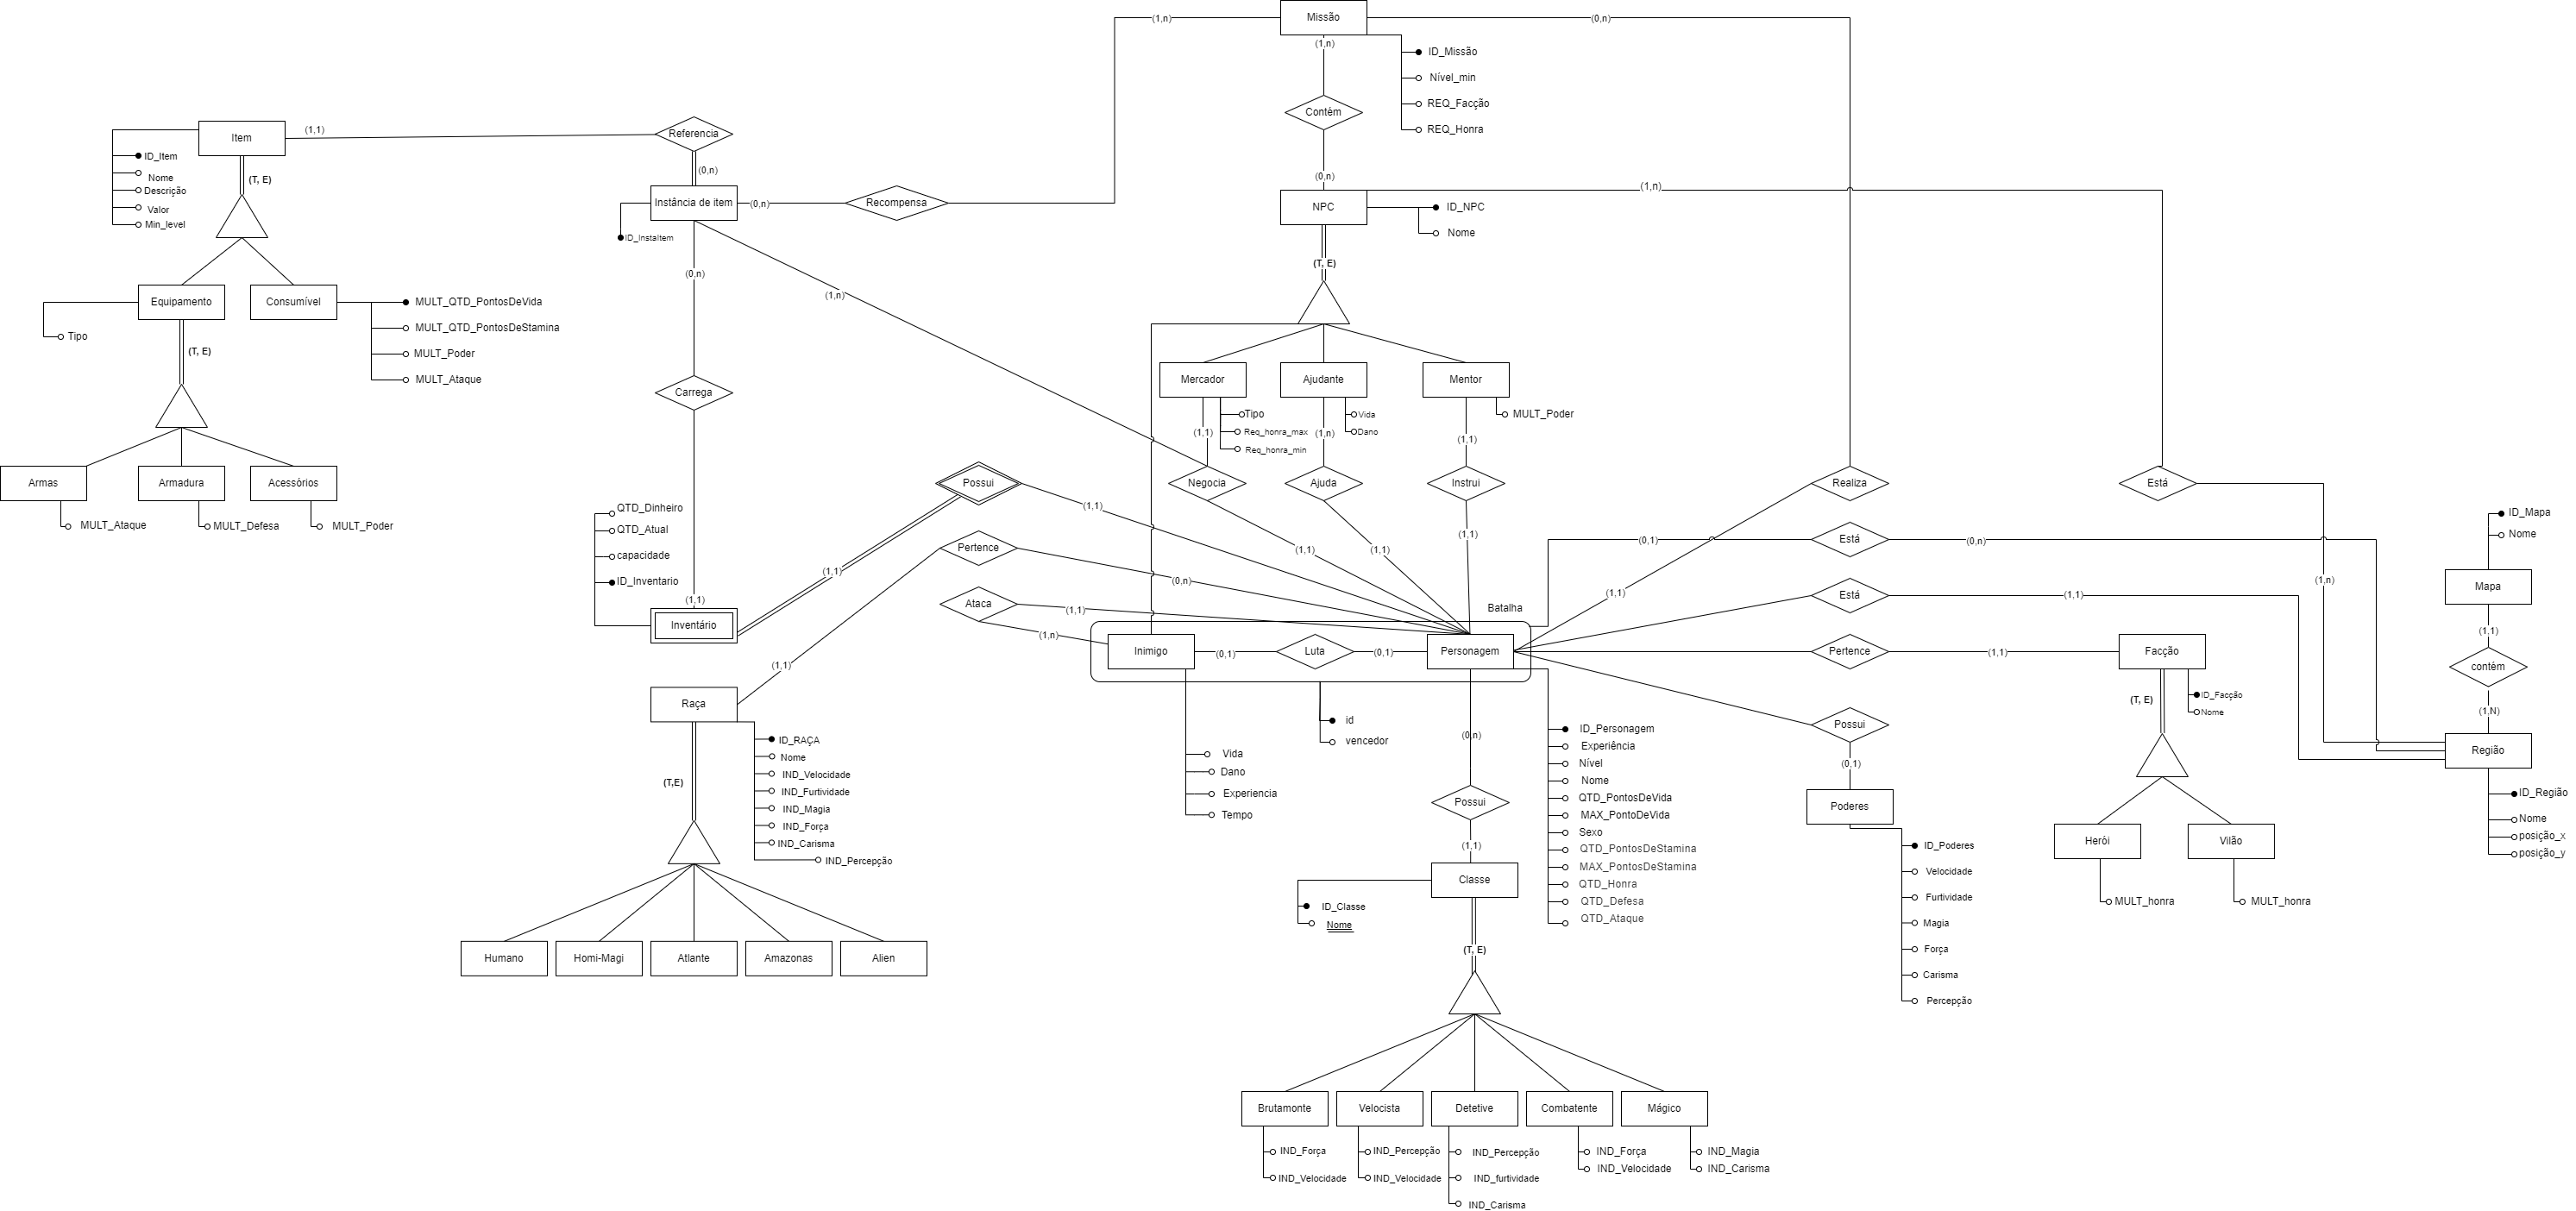 Missão
(1,n)
(0,n)
(1,n)
ID_Missão
Nível_min
REQ_Facção
REQ_Honra
Contém
(0,n)
Item
(1,1)
Referencia
(0,n)
ID_Item
Nome
Descrição
Valor
Min_level
(T, E)
Instância de item
ID_InstaItem
(0,n)
Recompensa
NPC
(1,n)
ID_NPC
Nome
(T, E)
Equipamento
Tipo
(T, E)
Consumível
MULT_QTD_PontosDeVida
MULT_QTD_PontosDeStamina
MULT_Poder
MULT_Ataque
(0,n)
(1,n)
Carrega
Mercador
Ajudante
Mentor
Tipo
Req_honra_max
Req_honra_min
(1,1)
Vida
Dano
(1,n)
MULT_Poder
(1,1)
Armas
Armadura
Acessórios
MULT_Ataque
MULT_Defesa
MULT_Poder
Possui
(1,1)
Negocia
Ajuda
Instrui
Realiza
Está
(1,1)
(1,1)
(1,1)
(1,1)
QTD_Dinheiro
QTD_Atual
capacidade
ID_Inventario
(1,1)
(1,1)
Inventário
Pertence
(0,n)
(1,1)
Ataca
(1,1)
(1,n)
(0,1)
Está
(0,n)
(1,n)
Está
(1,1)
ID_Mapa
Nome
Mapa
(1,1)
contém
(1,N)
Batalha
Inimigo
(0,1)
Luta
(0,1)
Personagem
Pertence
(1,1)
Facção
ID_Facção
Nome
(T, E)
Região
ID_Região
Nome
posição_x
posição_y
Raça
ID_RAÇA
Nome
IND_Velocidade
IND_Furtividade
IND_Magia
IND_Força
IND_Carisma
IND_Percepção
(T,E)
id
vencedor
Vida
Dano
Experiencia
Tempo
(0,n)
Possui
(1,1)
ID_Personagem
Experiência
Nível
Nome
QTD_PontosDeVida
MAX_PontoDeVida
Sexo
QTD_PontosDeStamina
MAX_PontosDeStamina
QTD_Honra
QTD_Defesa
QTD_Ataque
Possui
(0,1)
Poderes
ID_Poderes
Velocidade
Furtividade
Magia
Força
Carisma
Percepção
Herói
Vilão
MULT_honra
MULT_honra
Classe
ID_Classe
Nome
(T, E)
Humano
Homi-Magi
Atlante
Amazonas
Alien
Brutamonte
Velocista
Detetive
Combatente
Mágico
IND_Força
IND_Velocidade
IND_Percepção
IND_Velocidade
IND_Percepção
IND_furtividade
IND_Carisma
IND_Força
IND_Velocidade
IND_Magia
IND_Carisma